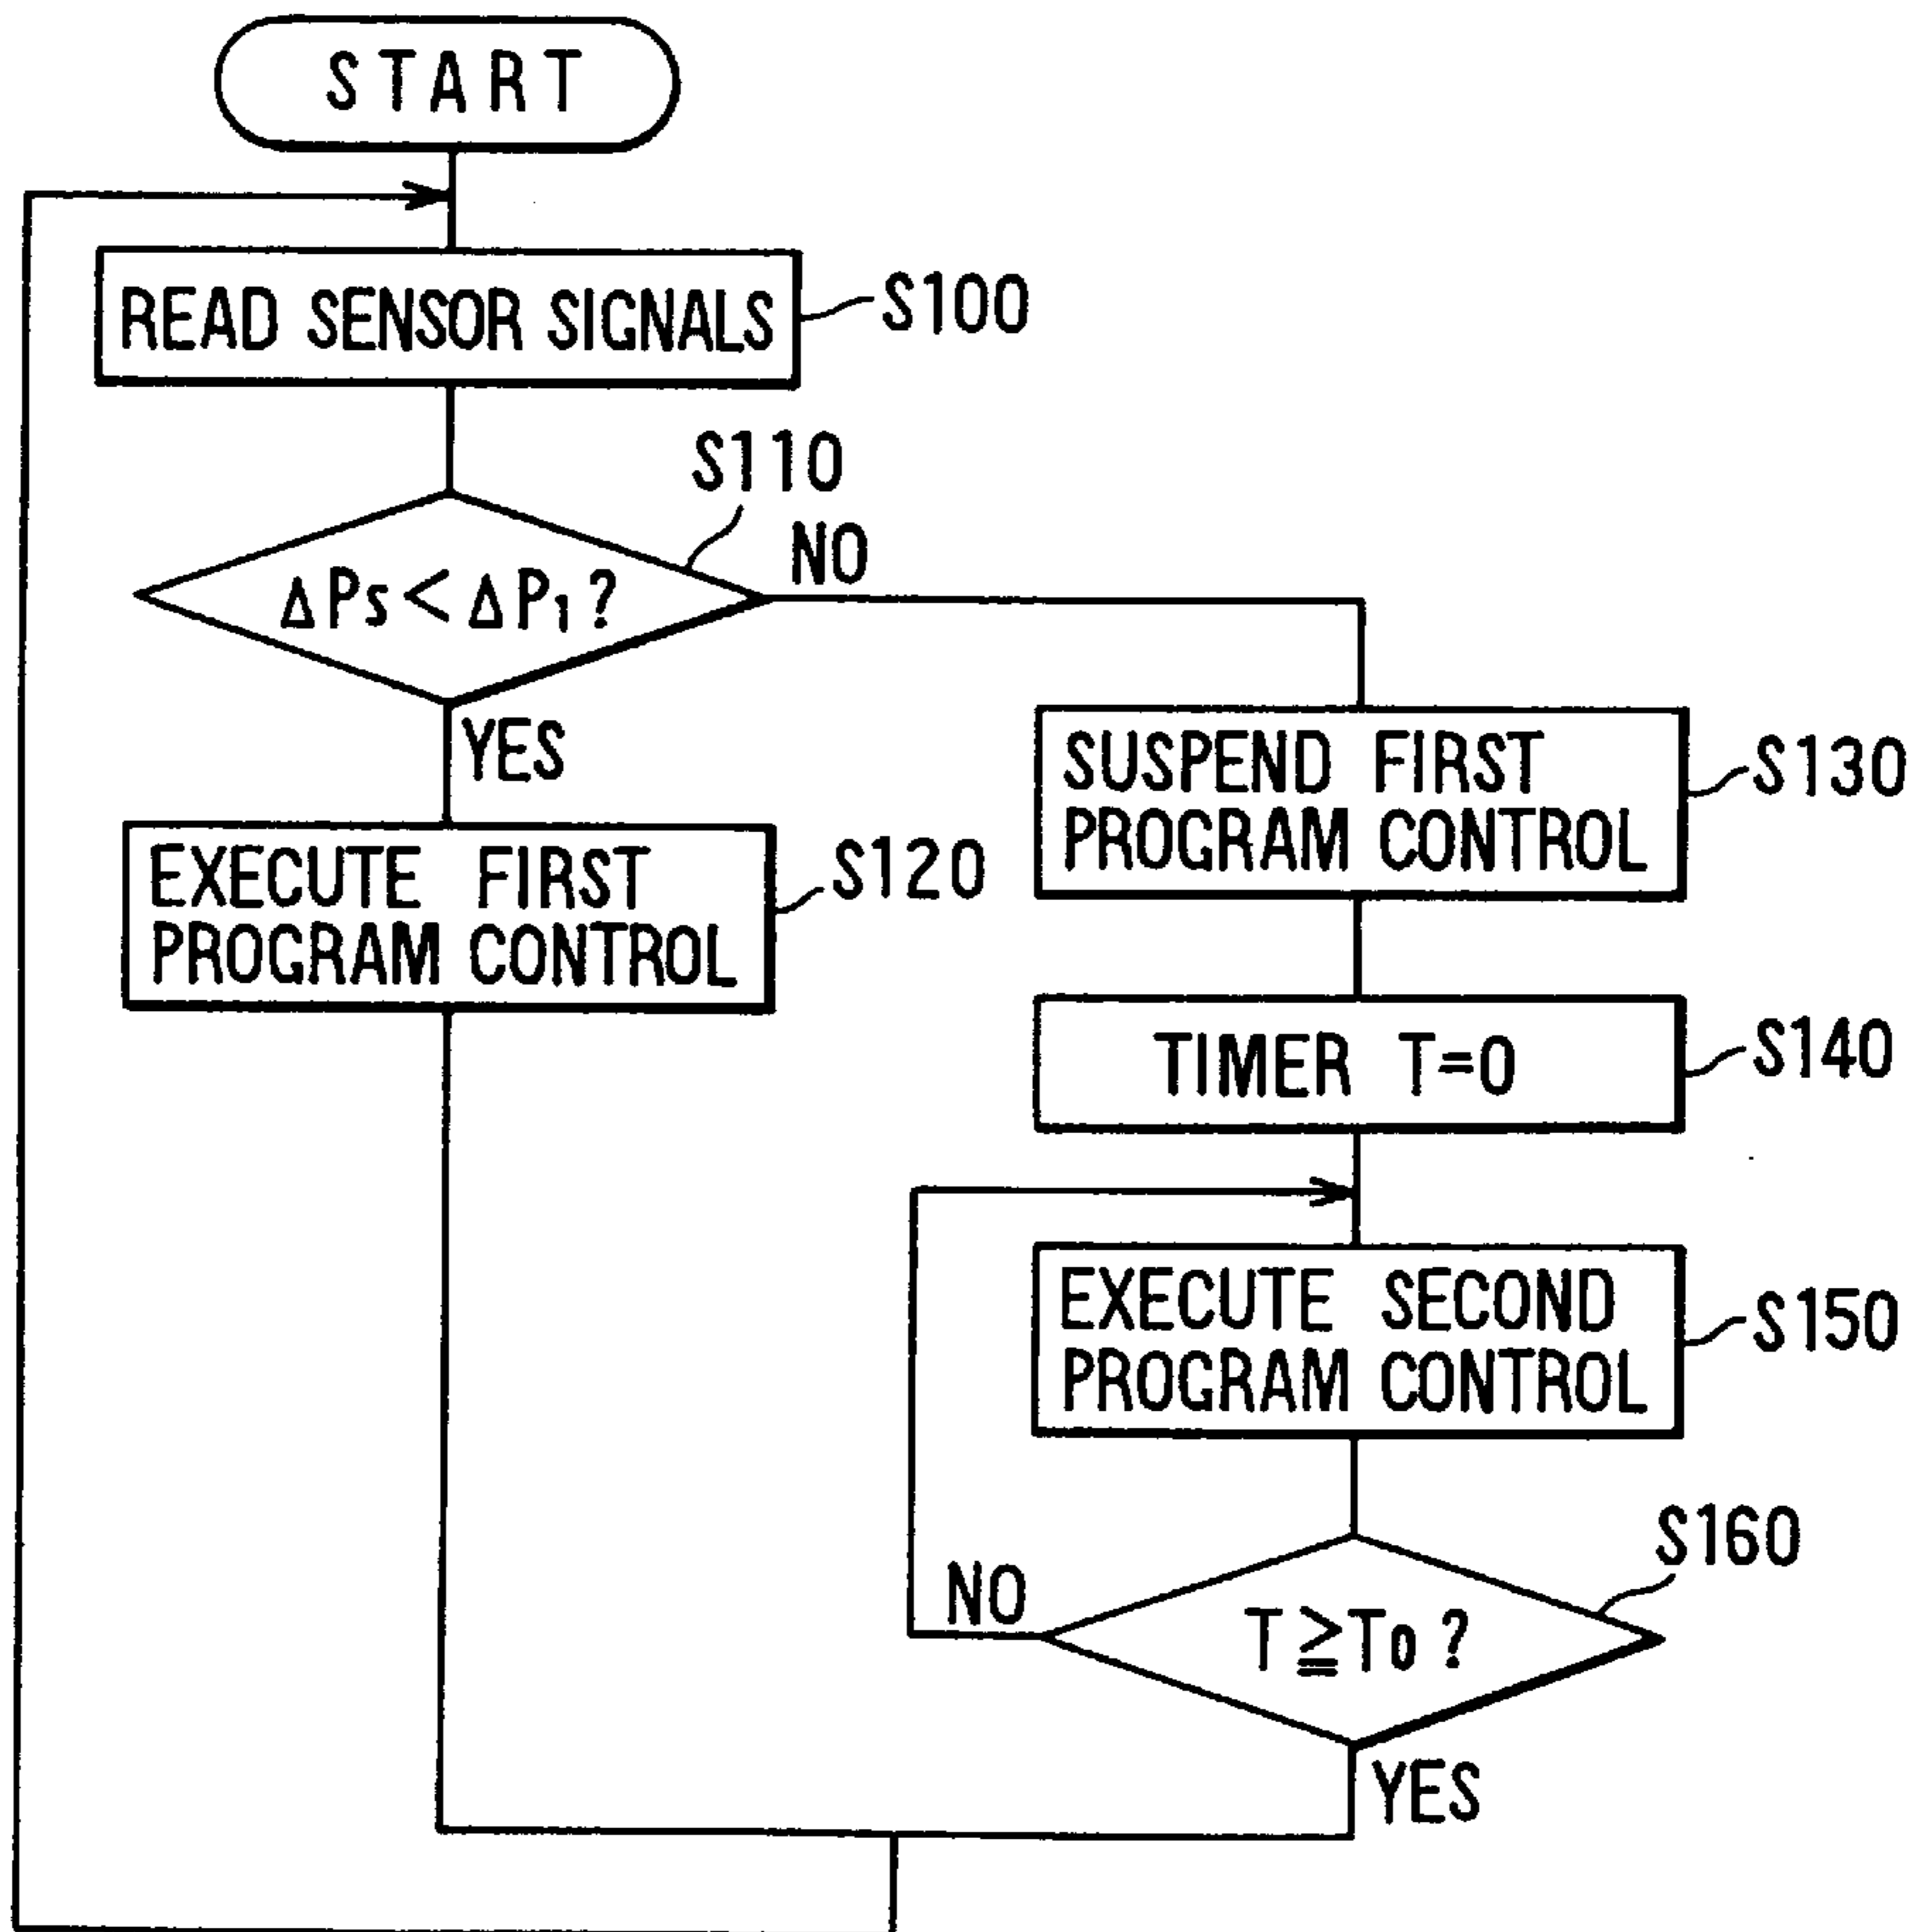 START
READ SENSOR SIGNALS
S100
S110
NO
ΔPs < ΔP1 ?
YES
EXECUTE FIRST
PROGRAM CONTROL
S120
SUSPEND FIRST
PROGRAM CONTROL
S130
TIMER T=0
S140
EXECUTE SECOND
PROGRAM CONTROL
S150
S160
NO
T≧T0 ?
YES